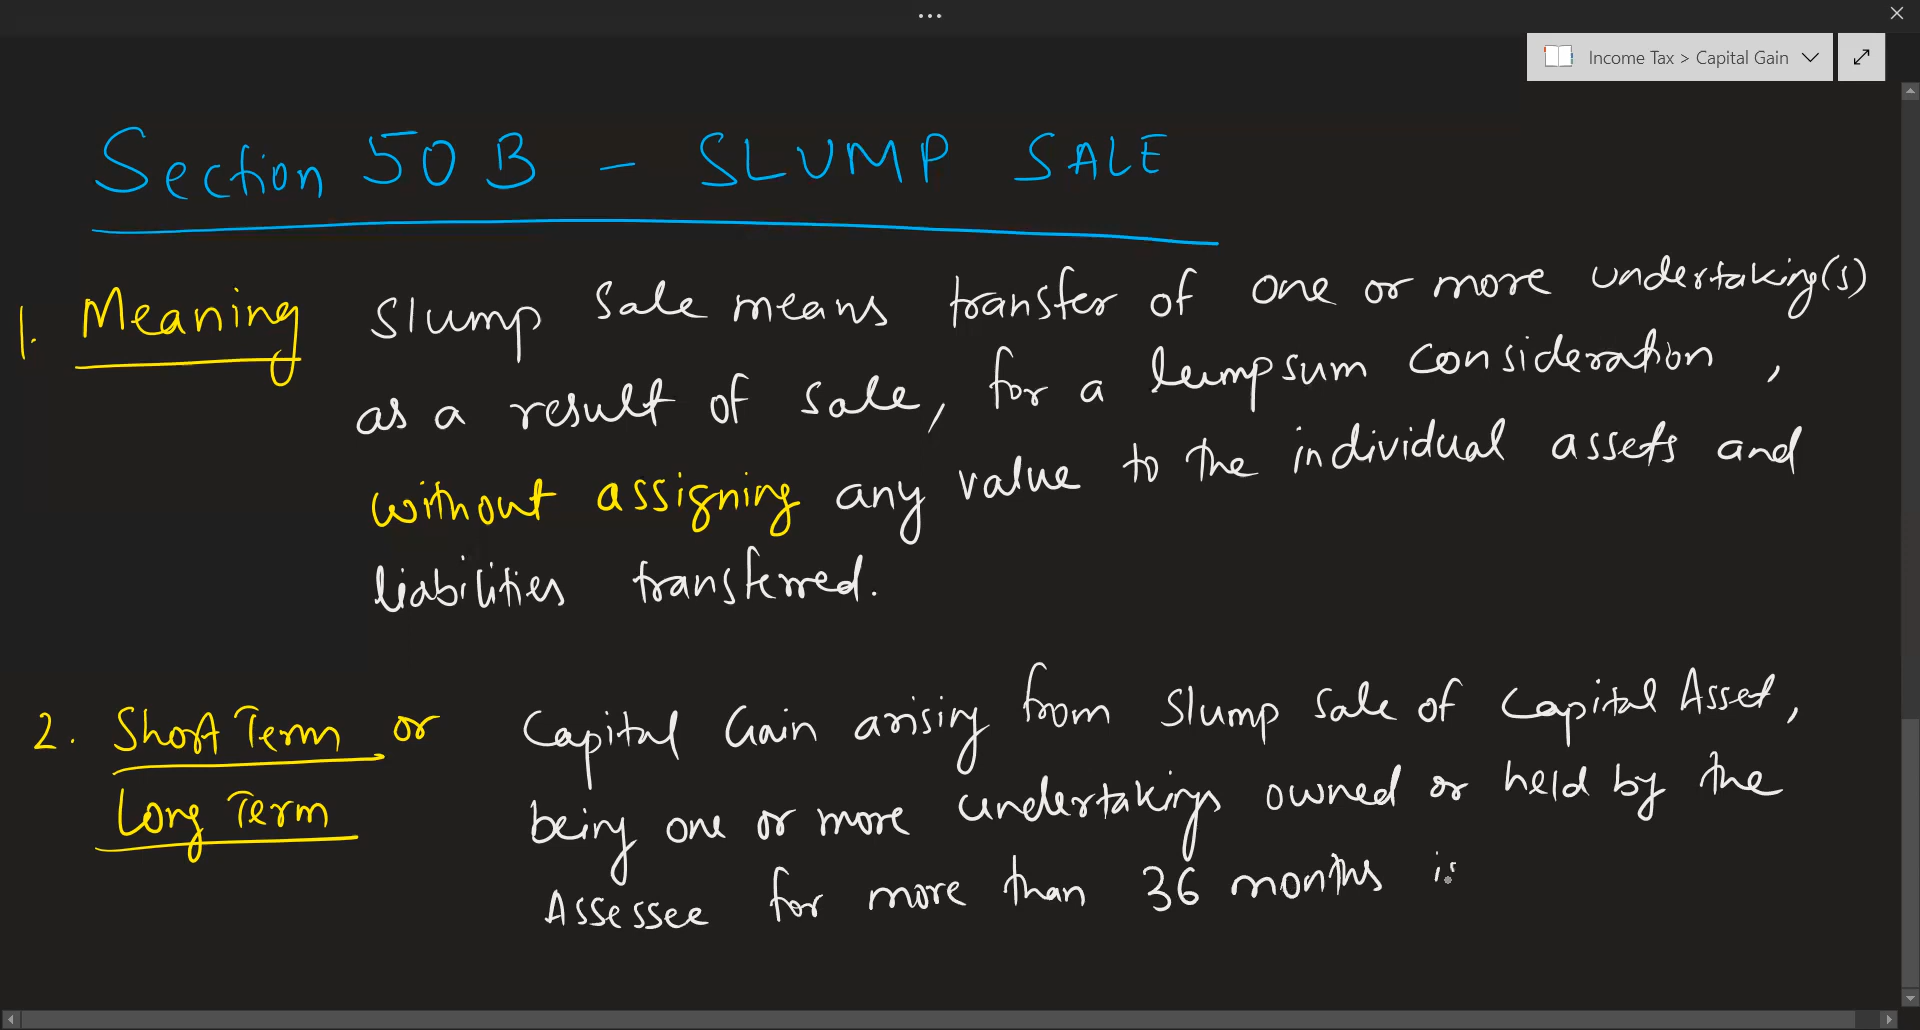 Income Tax > Capital Gain
Section 50B - SLUMP SALE
1. Meaning Slump Sale means transfer of one or more undertaking(s)
as a result of sale, for a lumpsum consideration,
without assigning any value to the individual assets and
liabilities transferred.
2. Short Term or Capital Gain arising from Slump Sale of Capital Asset,
Long Term being one or more undertakings owned or held by the
Assessee for more than 36 months is